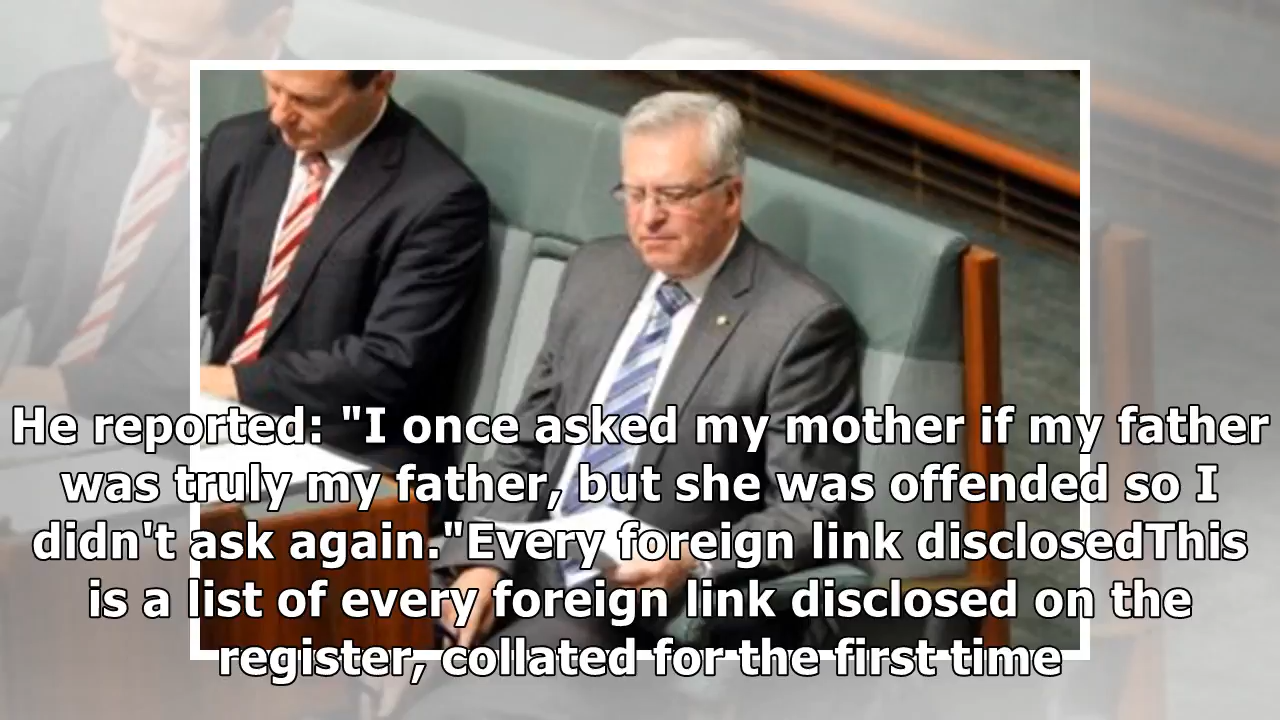 He reported: "I once asked my mother if my father
was truly my father, but she was offended so I
didn't ask again."Every foreign link disclosedThis
is a list of every foreign link disclosed on the
register, collated for the first time